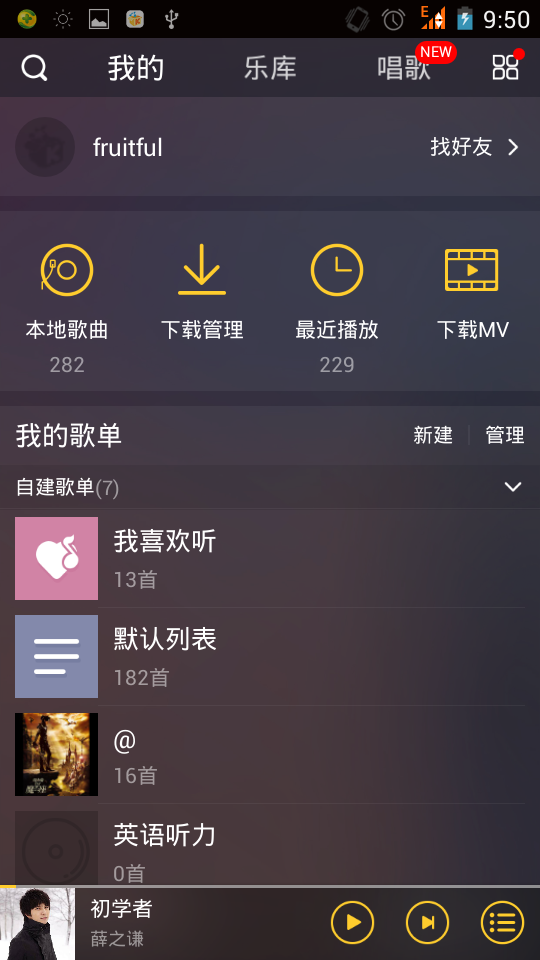 E 9:50
我的 乐库 唱歌 NEW
fruitful 找好友
本地歌曲 下载管理 最近播放 下载MV
282 229
我的歌单 新建 管理
自建歌单(7)
我喜欢听
13首
默认列表
182首
@
16首
英语听力
0首
初学者
薛之谦